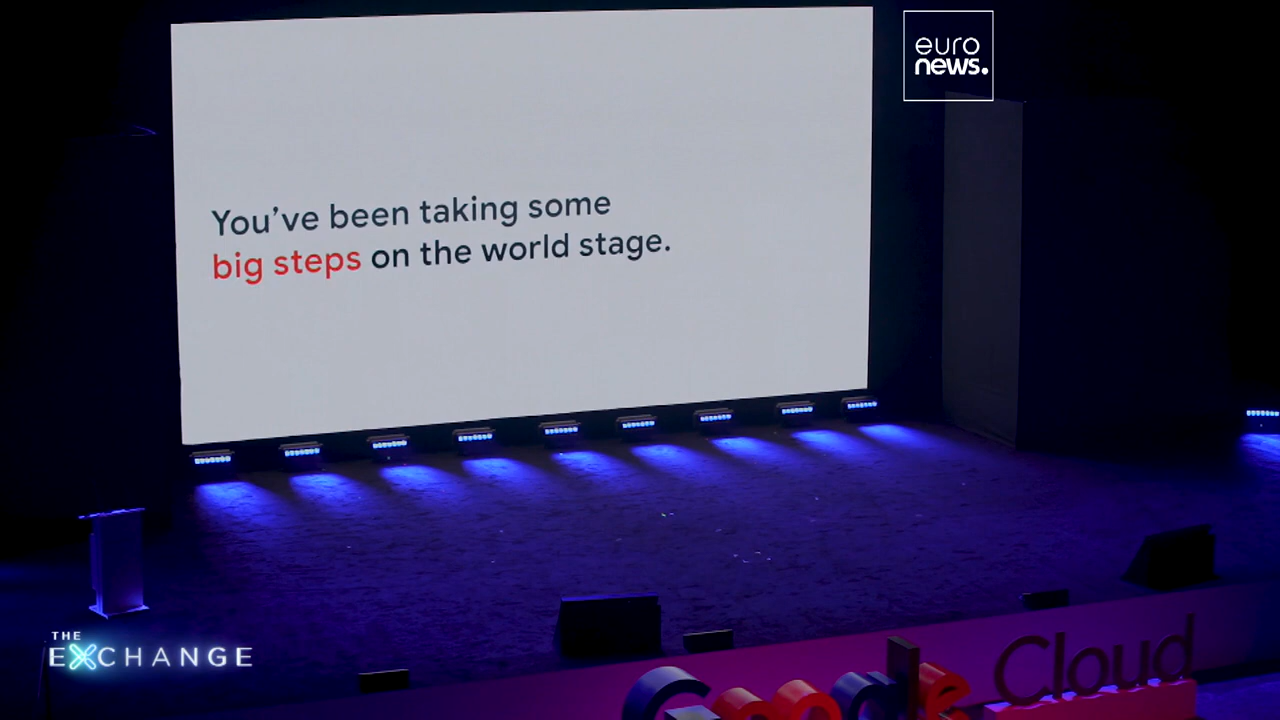 euro
news.
You've been taking some
big steps on the world stage.
THE
EXCHANGE
Google Cloud